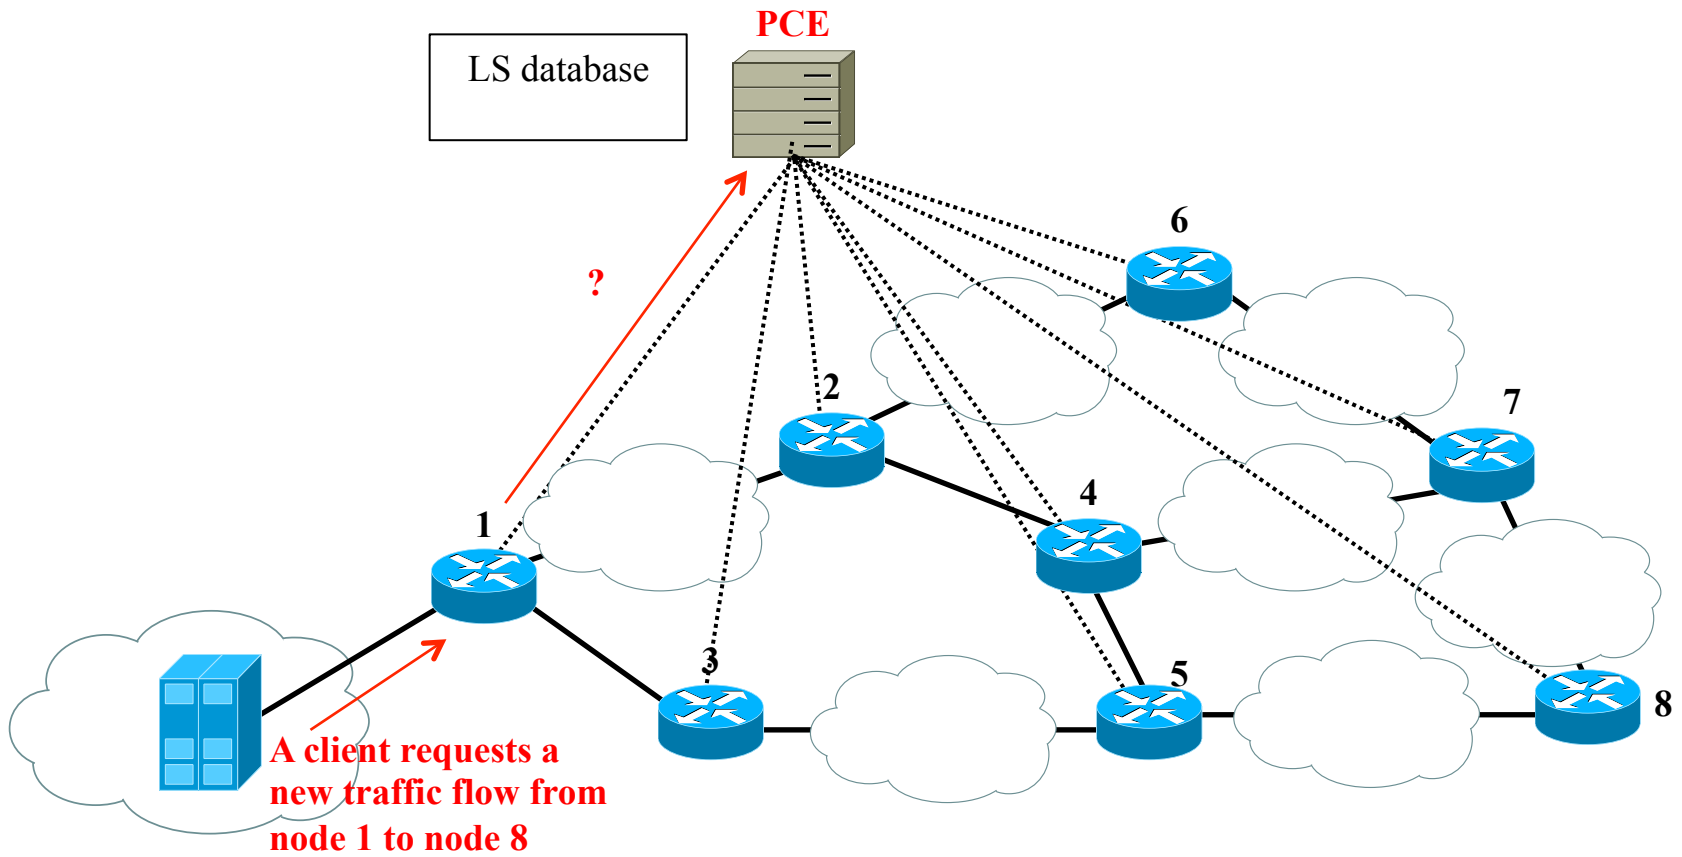 PCE
LS database
6
?
2
7
4
1
3
5
8
A client requests a
new traffic flow from
node 1 to node 8